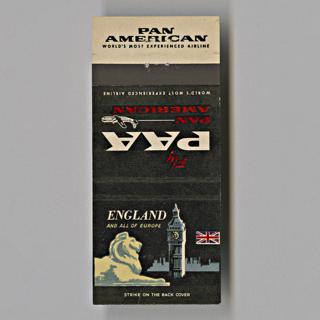 PAN
AMERICAN
WORLD'S MOST EXPERIENCED AIRLINE
WORLD'S MOST EXPERIENCED AIRLINE
PAN
AMERICAN
Fly
PAA
ENGLAND
AND ALL OF EUROPE
STRIKE ON THE BACK COVER